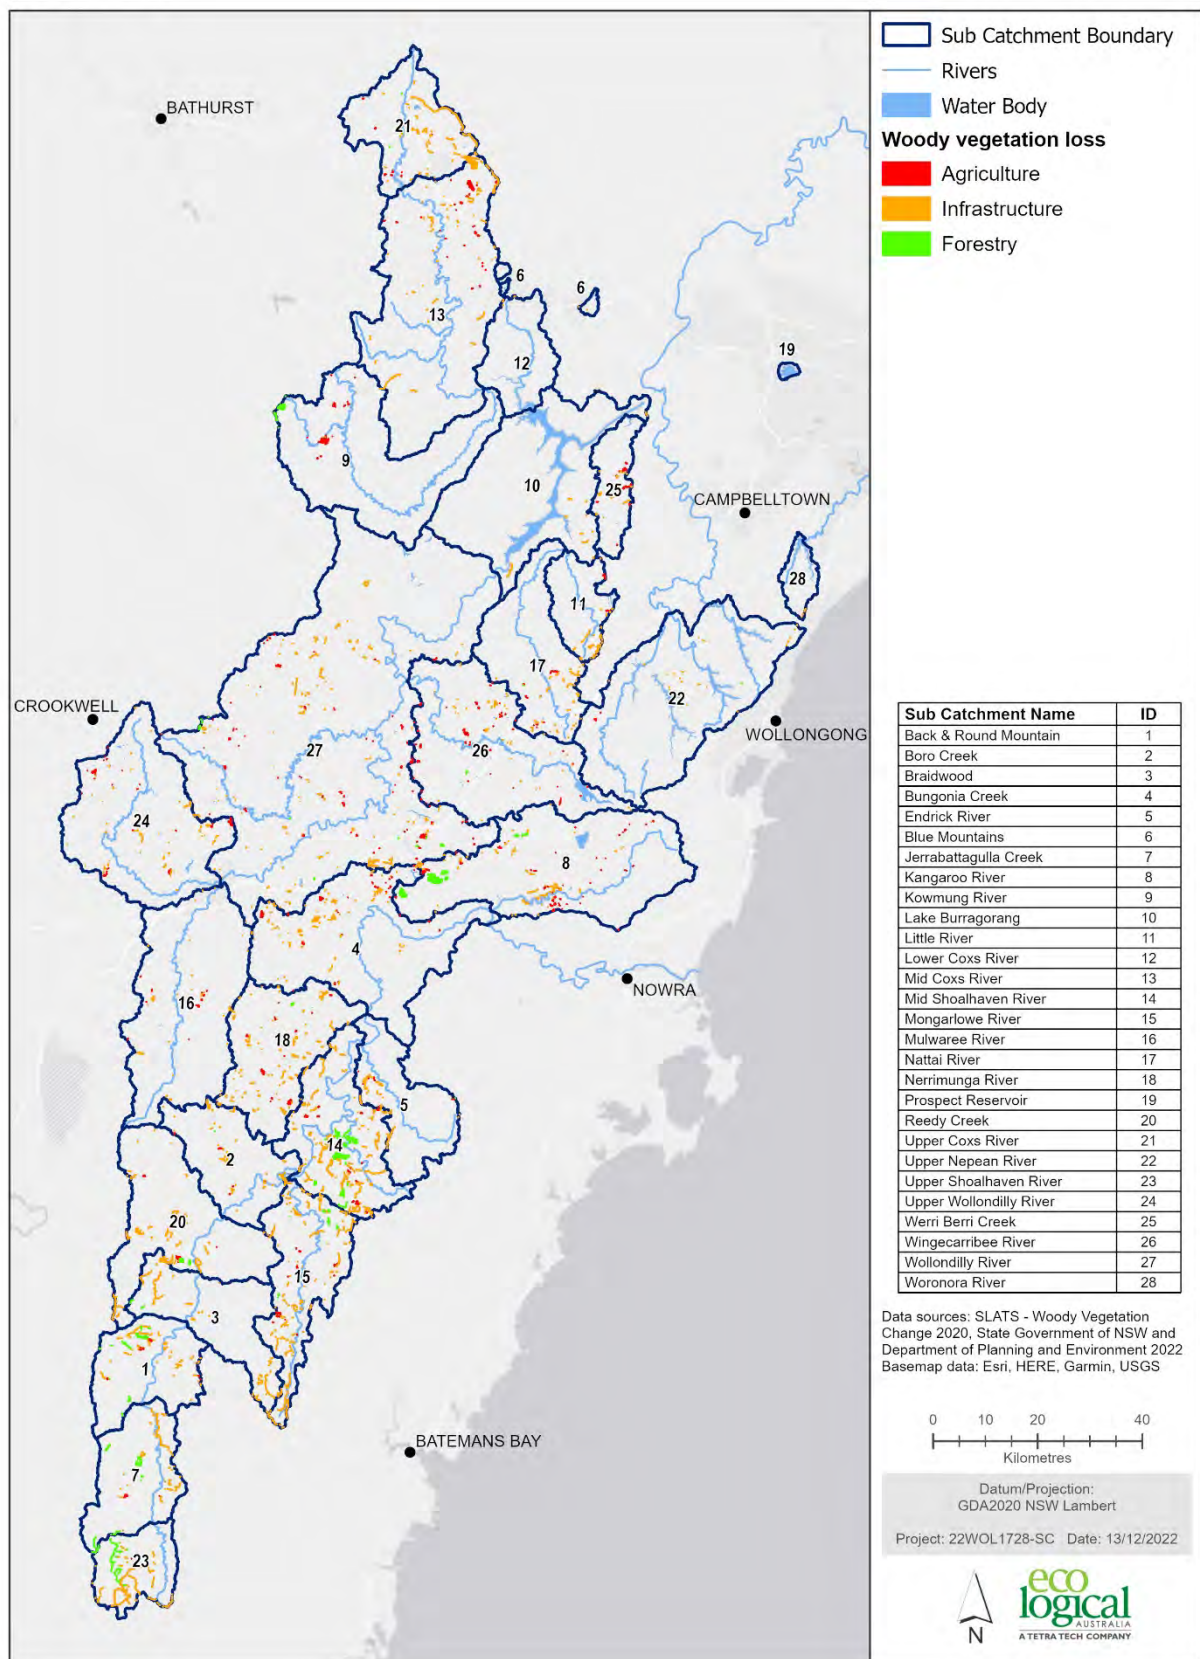 BATHURST
21
6
6
13
19
12
9
10
25
CAMPBELLTOWN
28
11
17
22
CROOKWELL
WOLLONGONG
27
26
24
8
4
NOWRA
16
18
5
14
2
20
15
3
1
BATEMANS BAY
7
23
Sub Catchment Boundary
Rivers
Water Body
Woody vegetation loss
Agriculture
Infrastructure
Forestry
Sub Catchment Name ID
Back & Round Mountain 1
Boro Creek 2
Braidwood 3
Bungonia Creek 4
Endrick River 5
Blue Mountains 6
Jerrabattagulla Creek 7
Kangaroo River 8
Kowmung River 9
Lake Burragorang 10
Little River 11
Lower Coxs River 12
Mid Coxs River 13
Mid Shoalhaven River 14
Mongarlowe River 15
Mulwaree River 16
Nattai River 17
Nerrimunga River 18
Prospect Reservoir 19
Reedy Creek 20
Upper Coxs River 21
Upper Nepean River 22
Upper Shoalhaven River 23
Upper Wollondilly River 24
Werri Berri Creek 25
Wingecarribee River 26
Wollondilly River 27
Woronora River 28
Data sources: SLATS - Woody Vegetation
Change 2020, State Government of NSW and
Department of Planning and Environment 2022
Basemap data: Esri, HERE, Garmin, USGS
0 10 20 40
Kilometres
Datum/Projection:
GDA2020 NSW Lambert
Project: 22WOL1728-SC Date: 13/12/2022
N
eco
logical
AUSTRALIA
A TETRA TECH COMPANY